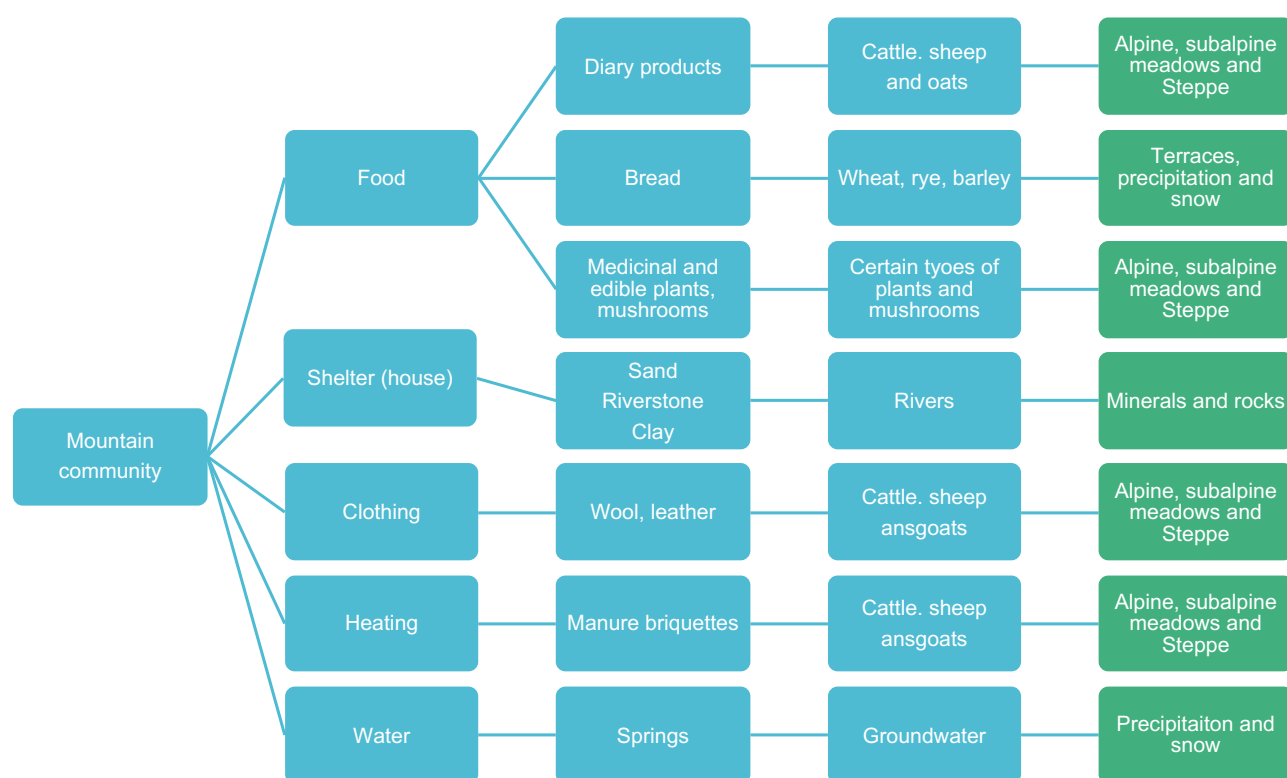 Diary products
Cattle. sheep
and oats
Alpine, subalpine
meadows and
Steppe
Food
Bread
Wheat, rye, barley
Terraces,
precipitation and
snow
Medicinal and
edible plants,
mushrooms
Certain tyoes of
plants and
mushrooms
Alpine, subalpine
meadows and
Steppe
Shelter (house)
Sand
Riverstone
Clay
Rivers
Minerals and rocks
Mountain
community
Clothing
Wool, leather
Cattle. sheep
ansgoats
Alpine, subalpine
meadows and
Steppe
Heating
Manure briquettes
Cattle. sheep
ansgoats
Alpine, subalpine
meadows and
Steppe
Water
Springs
Groundwater
Precipitaiton and
snow